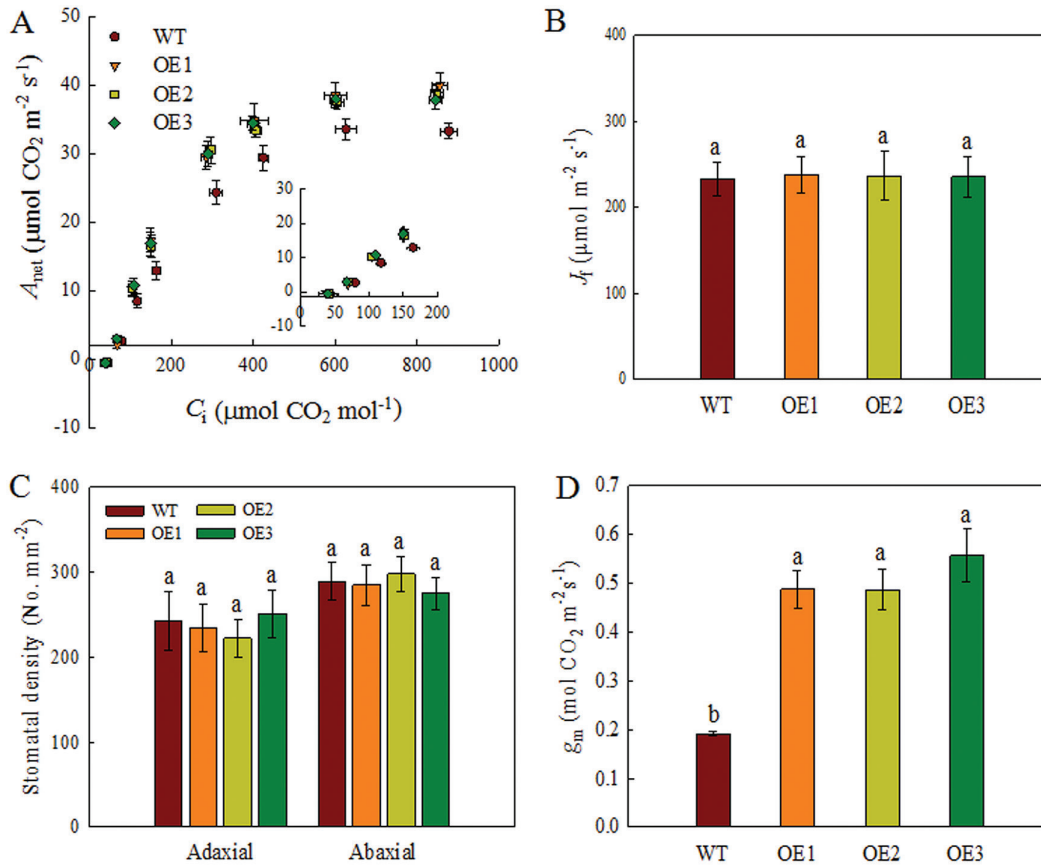 A
50
40
30
20
10
0
-10
A_net (μmol CO₂ m⁻² s⁻¹)
WT
OE1
OE2
OE3
0 200 400 600 800 1000
C_i (μmol CO₂ mol⁻¹)
30
20
10
0
-10
0 50 100 150 200
B
400
300
200
100
0
J_f (μmol m⁻² s⁻¹)
a a a a
WT OE1 OE2 OE3
C
400
300
200
100
0
Stomatal density (No. mm⁻²)
WT OE2
OE1 OE3
a a a a a a a a
Adaxial Abaxial
D
0.7
0.6
0.5
0.4
0.3
0.2
0.1
0.0
g_m (mol CO₂ m⁻²s⁻¹)
b a a a
WT OE1 OE2 OE3